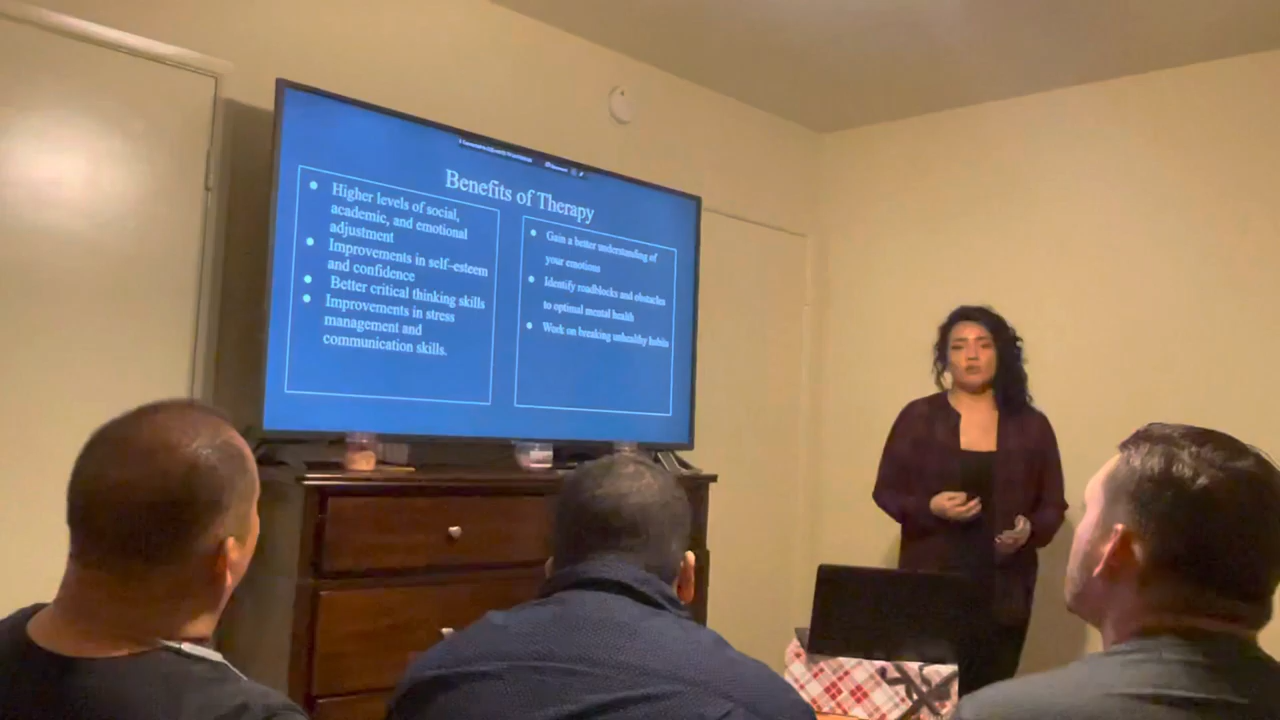 Benefits of Therapy
Higher levels of social,
academic, and emotional
adjustment
Improvements in self-esteem
and confidence
Better critical thinking skills
Improvements in stress
management and
communication skills.
Gain a better understanding of
your emotions
Identify roadblocks and obstacles
to optimal mental health
Work on breaking unhealthy habits